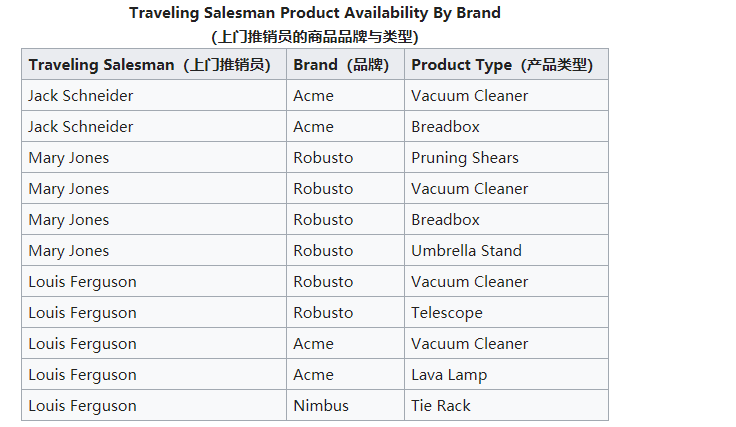 Traveling Salesman Product Availability By Brand
(上门推销员的商品品牌与类型)
Traveling Salesman（上门推销员） Brand（品牌） Product Type（产品类型）
Jack Schneider Acme Vacuum Cleaner
Jack Schneider Acme Breadbox
Mary Jones Robusto Pruning Shears
Mary Jones Robusto Vacuum Cleaner
Mary Jones Robusto Breadbox
Mary Jones Robusto Umbrella Stand
Louis Ferguson Robusto Vacuum Cleaner
Louis Ferguson Robusto Telescope
Louis Ferguson Acme Vacuum Cleaner
Louis Ferguson Acme Lava Lamp
Louis Ferguson Nimbus Tie Rack